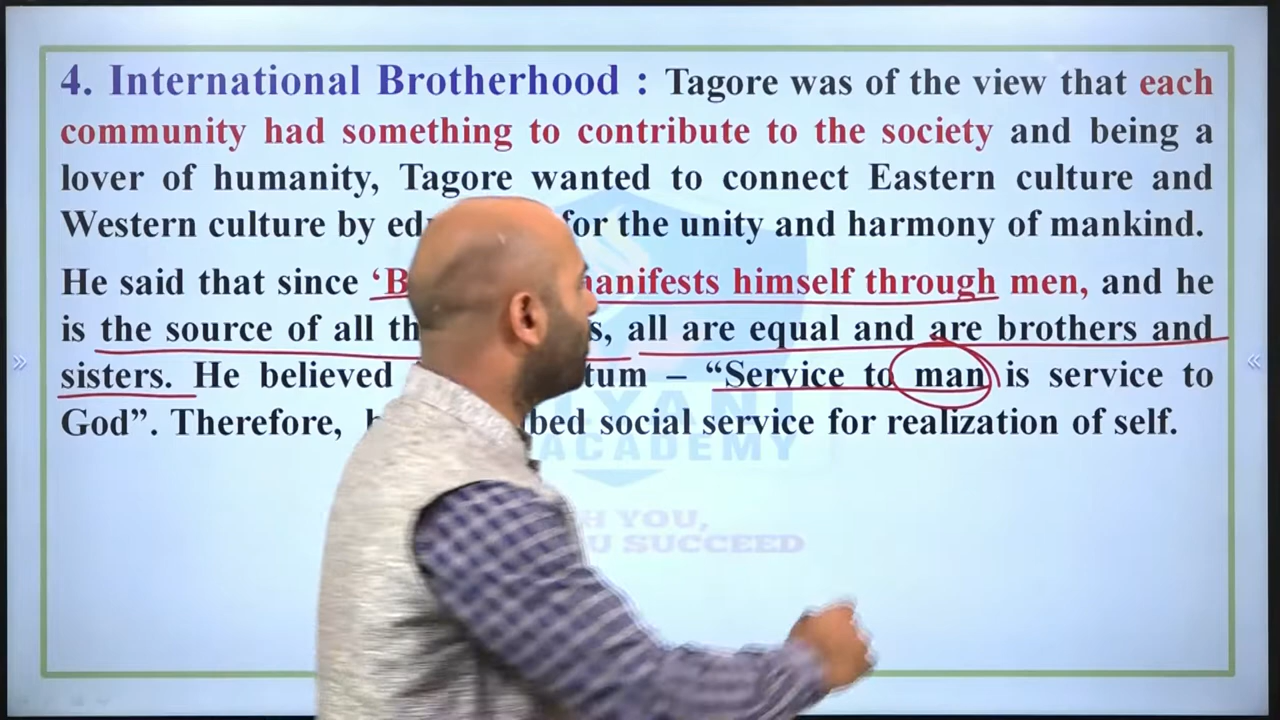 4. International Brotherhood : Tagore was of the view that each
community had something to contribute to the society and being a
lover of humanity, Tagore wanted to connect Eastern culture and
Western culture by for the unity and harmony of mankind.
He said that since manifests himself through men, and he
is the source of all all are equal and are brothers and
sisters. He believed – “Service to man is service to
God”. Therefore, social service for realization of self.
ACADEMY
YOU,
SUCCEED